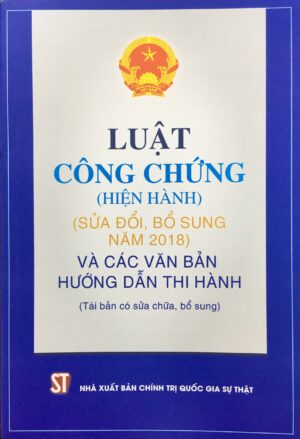 LUẬT
CÔNG CHỨNG
(HIỆN HÀNH)
(SỬA ĐỔI, BỔ SUNG
NĂM 2018)
VÀ CÁC VĂN BẢN
HƯỚNG DẪN THI HÀNH
(Tái bản có sửa chữa, bổ sung)
ST
NHÀ XUẤT BẢN CHÍNH TRỊ QUỐC GIA SỰ THẬT